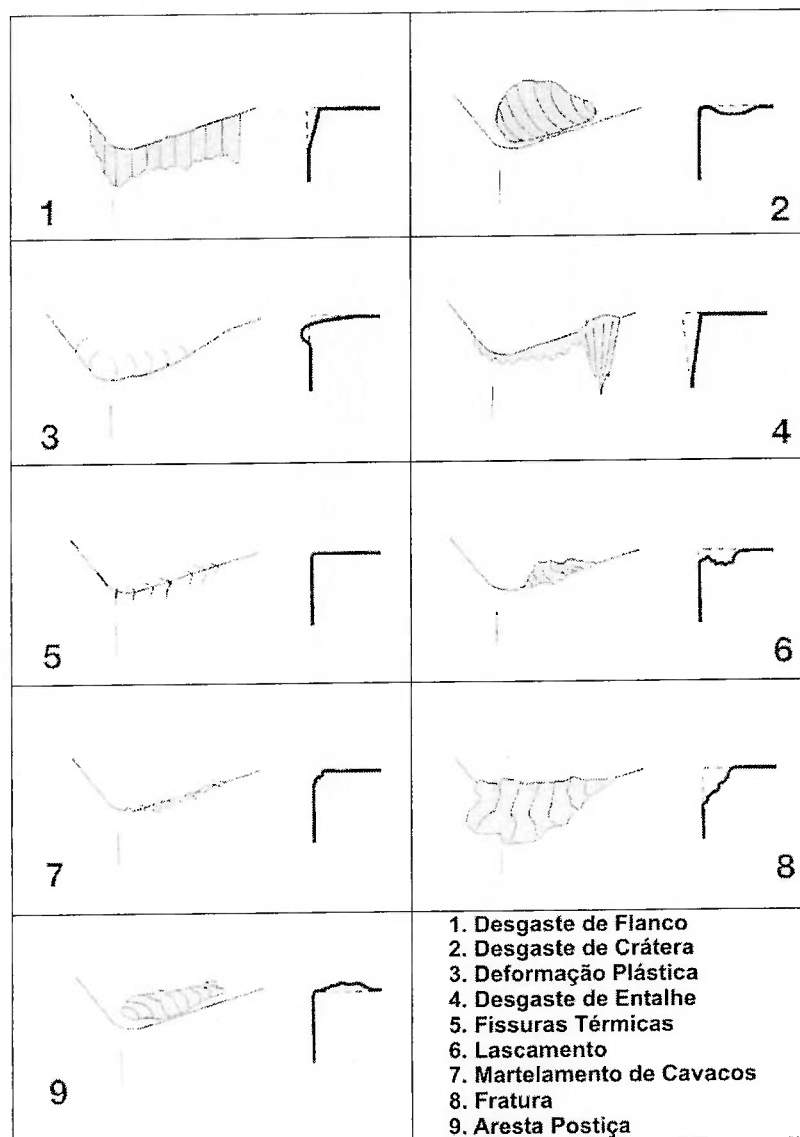 1
2
3
4
5
6
7
8
9
1. Desgaste de Flanco
2. Desgaste de Crátera
3. Deformação Plástica
4. Desgaste de Entalhe
5. Fissuras Térmicas
6. Lascamento
7. Martelamento de Cavacos
8. Fratura
9. Aresta Postiça